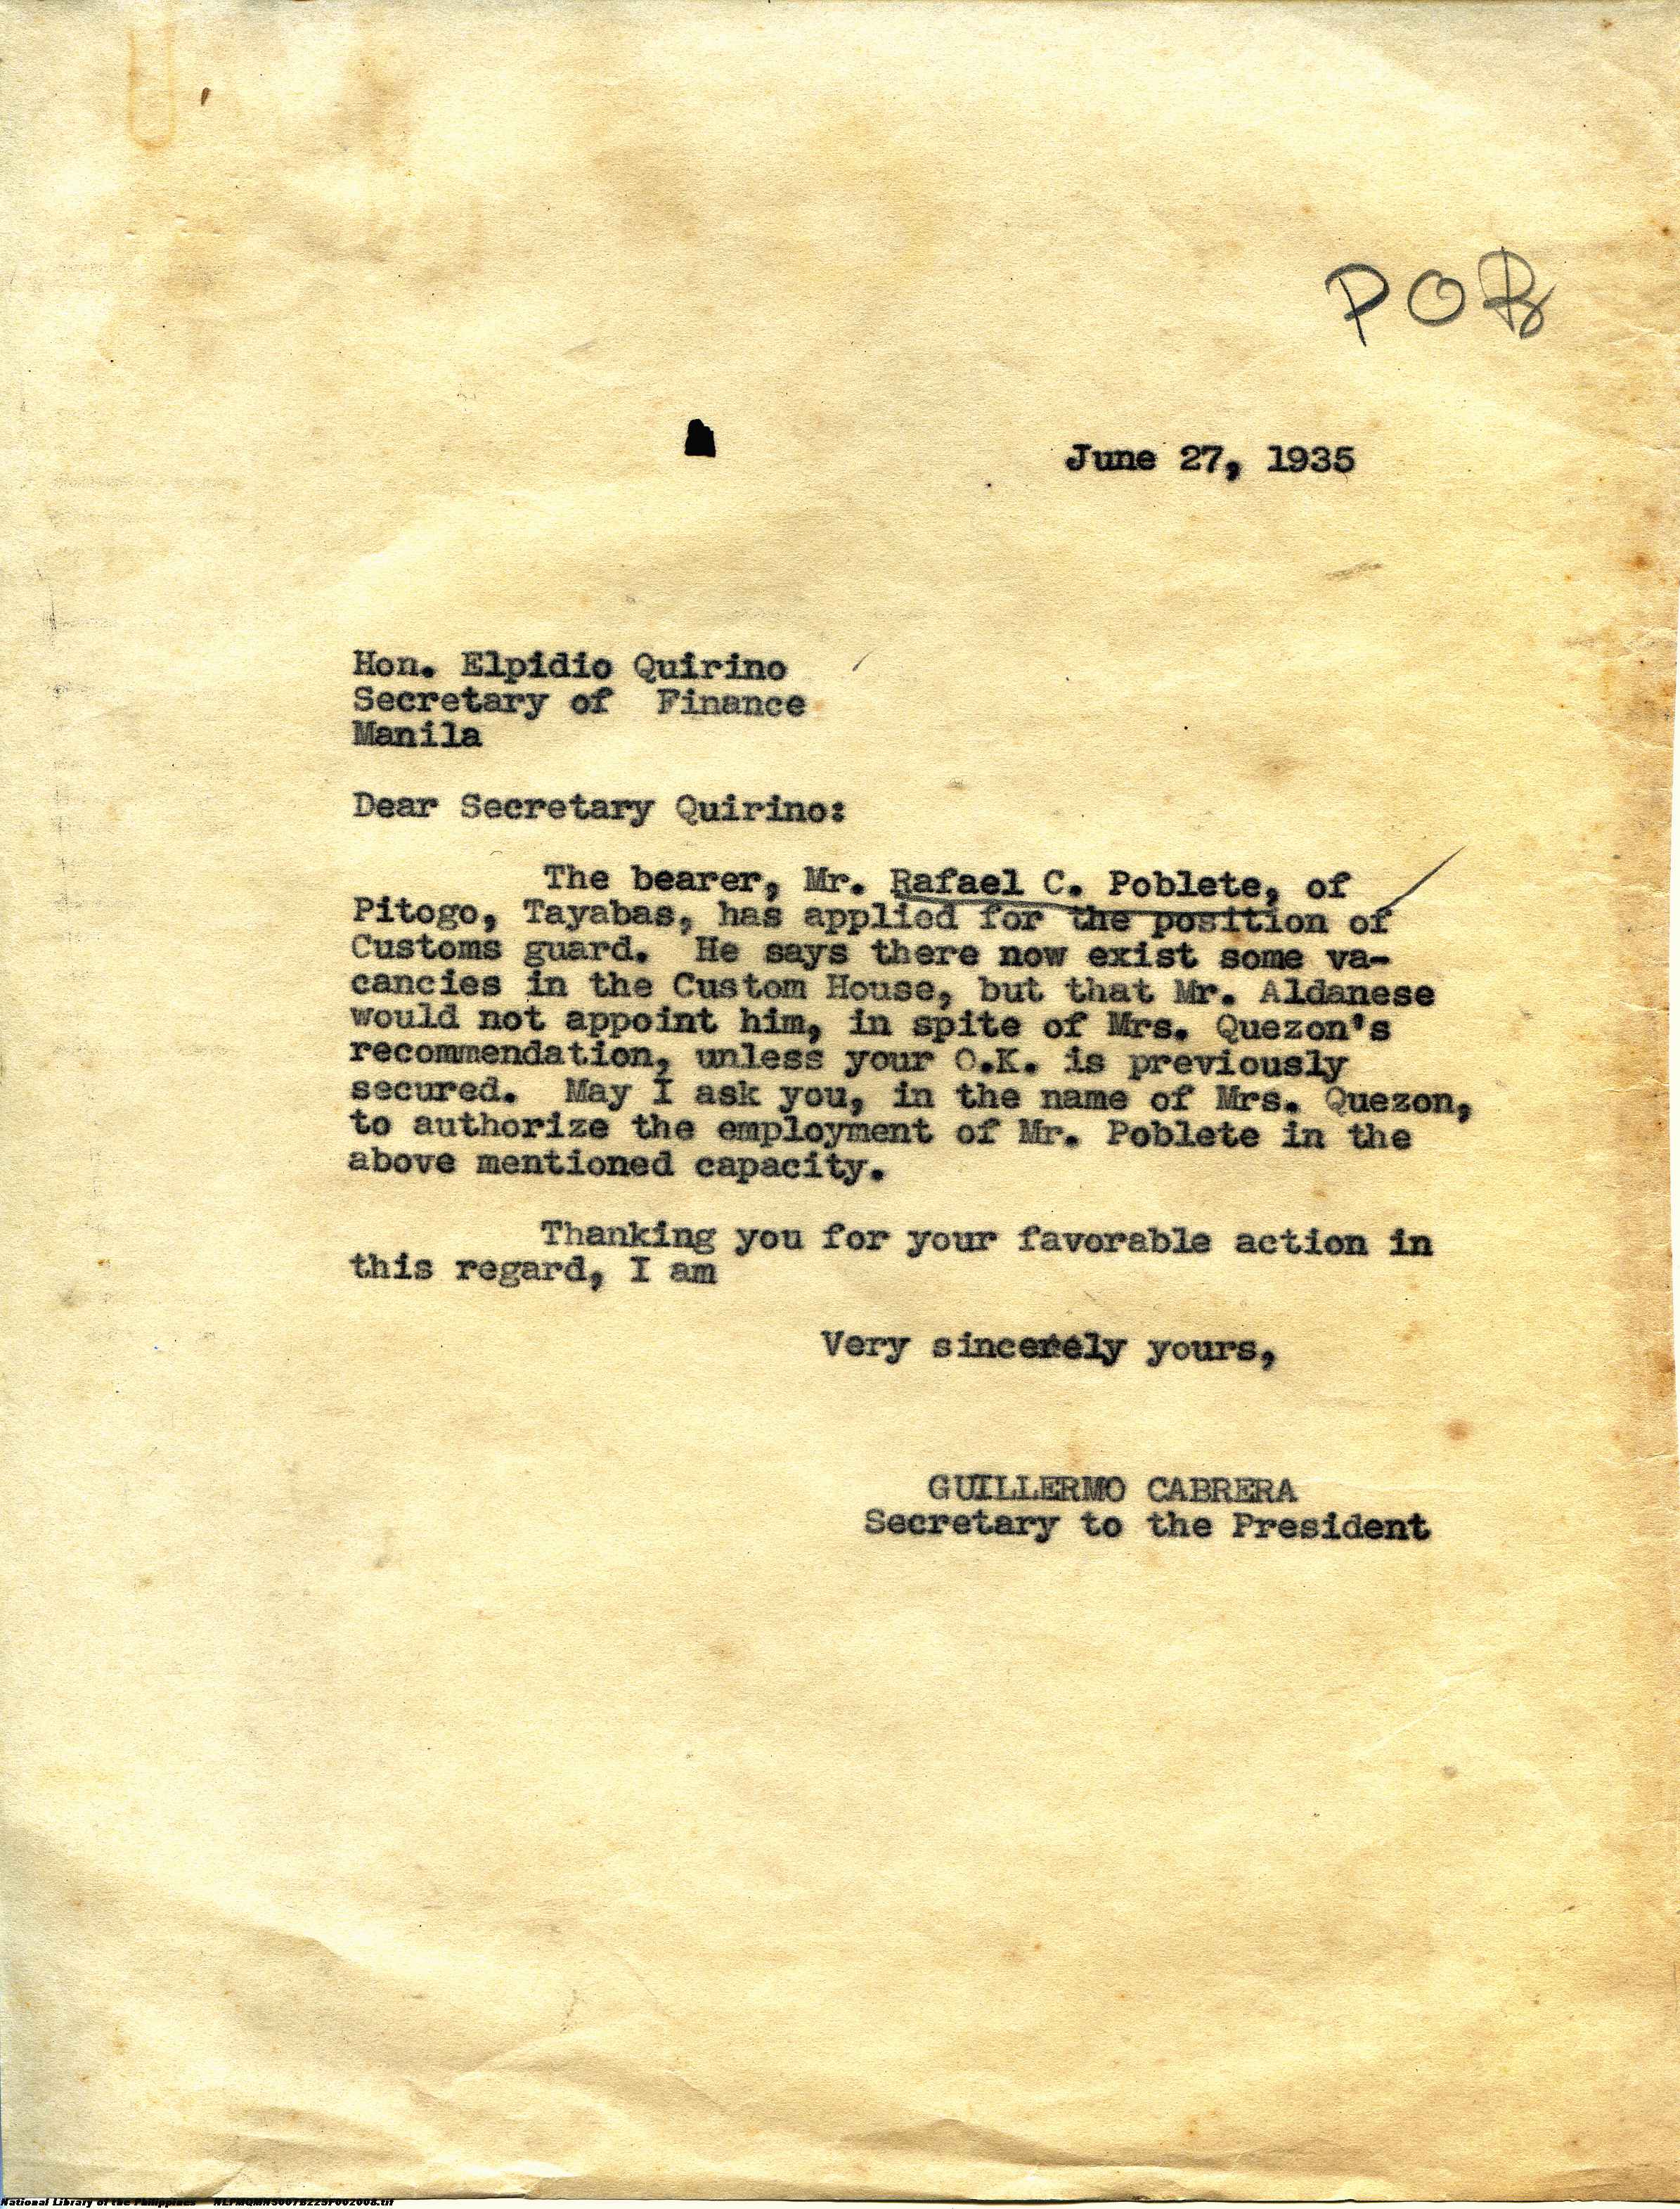 POB
June 27, 1935
Hon. Elpidio Quirino
Secretary of Finance
Manila
Dear Secretary Quirino:
The bearer, Mr. Rafael C. Poblete, of
Pitogo, Tayabas, has applied for the position of
Customs guard. He says there now exist some va-
cancies in the Custom House, but that Mr. Aldanese
would not appoint him, in spite of Mrs. Quezon's
recommendation, unless your O.K. is previously
secured. May I ask you, in the name of Mrs. Quezon,
to authorize the employment of Mr. Poblete in the
above mentioned capacity.
Thanking you for your favorable action in
this regard, I am
Very sincerely yours,
GUILLERMO CABRERA
Secretary to the President
National Library of the Philippines